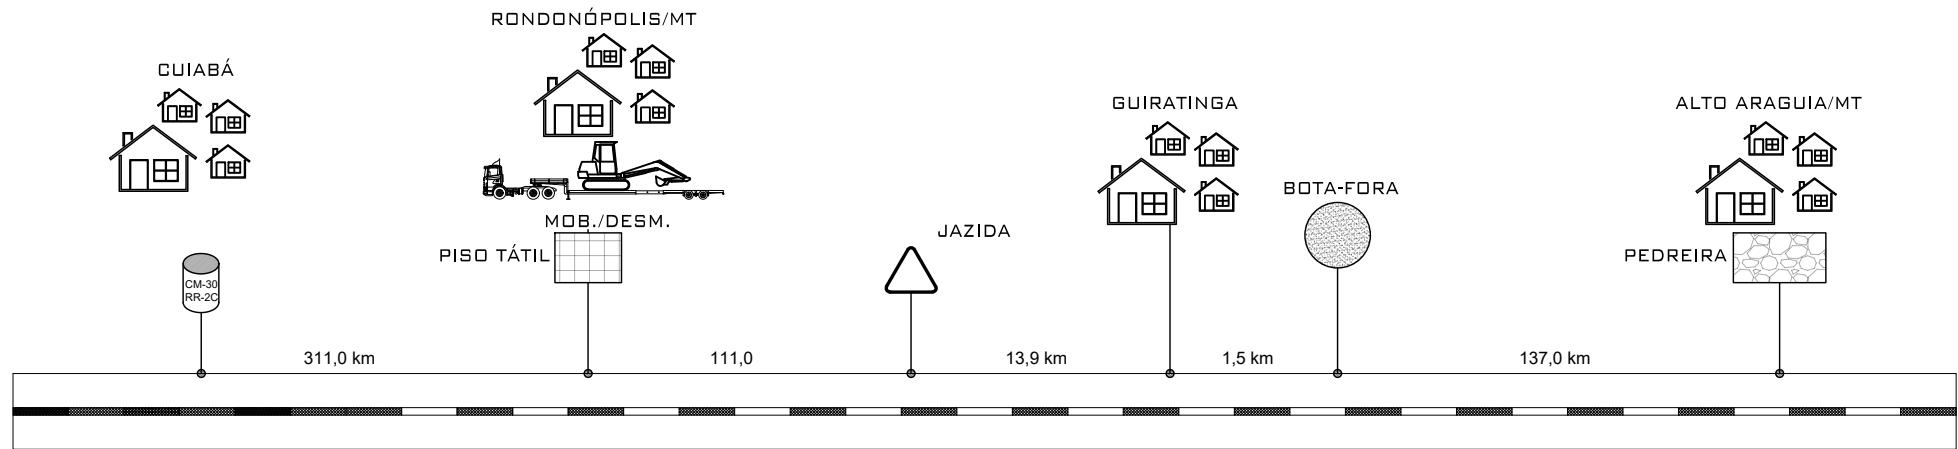 RONDONÓPOLIS/MT
CUIABÁ
GUIRATINGA
ALTO ARAGUIA/MT
BOTA-FORA
MOB./DESM.
JAZIDA
PISO TÁTIL
PEDREIRA
CM-30
RR-2C
311,0 km
111,0
13,9 km
1,5 km
137,0 km